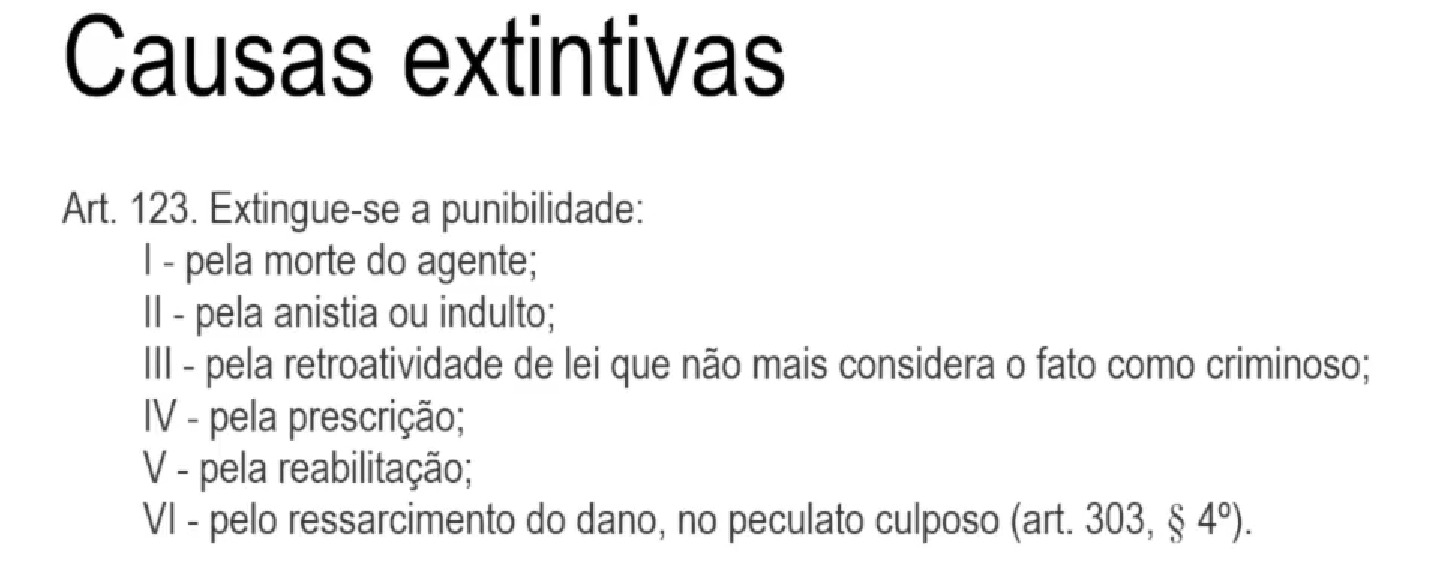 Causas extintivas
Art. 123. Extingue-se a punibilidade:
I - pela morte do agente;
II - pela anistia ou indulto;
III - pela retroatividade de lei que não mais considera o fato como criminoso;
IV - pela prescrição;
V - pela reabilitação;
VI - pelo ressarcimento do dano, no peculato culposo (art. 303, § 4º).